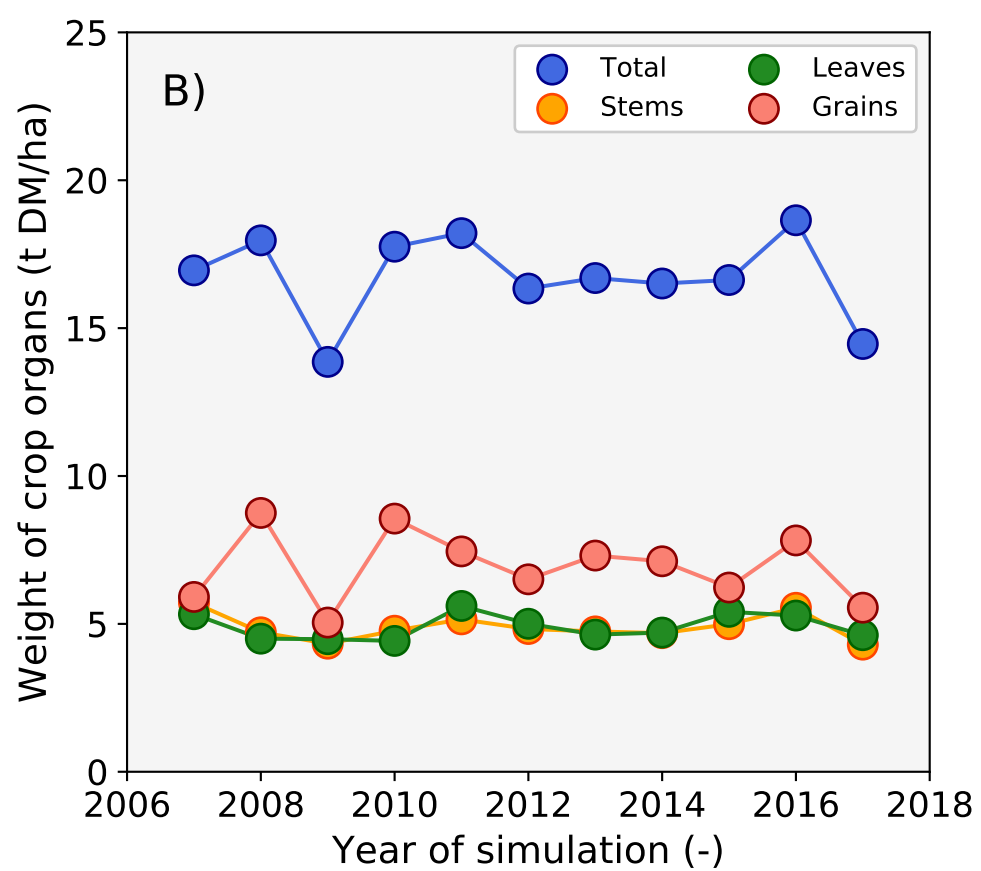 25
20
15
10
5
0
Weight of crop organs (t DM/ha)
B)
Total
Stems
Leaves
Grains
2006 2008 2010 2012 2014 2016 2018
Year of simulation (-)